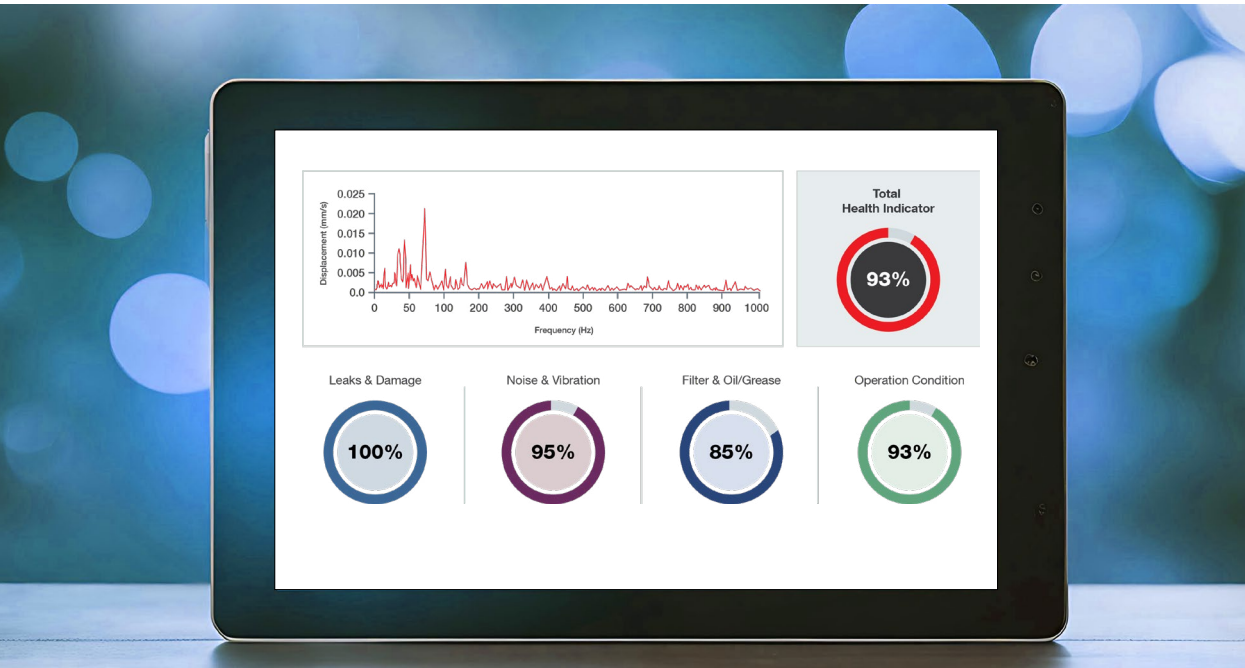 0.025
0.020
0.015
0.010
0.005
0.0
Displacement (mm/s)
0 50 100 200 300 400 500 600 700 800 900 1000
Frequency (Hz)
Total
Health Indicator
93%
Leaks & Damage
100%
Noise & Vibration
95%
Filter & Oil/Grease
85%
Operation Condition
93%